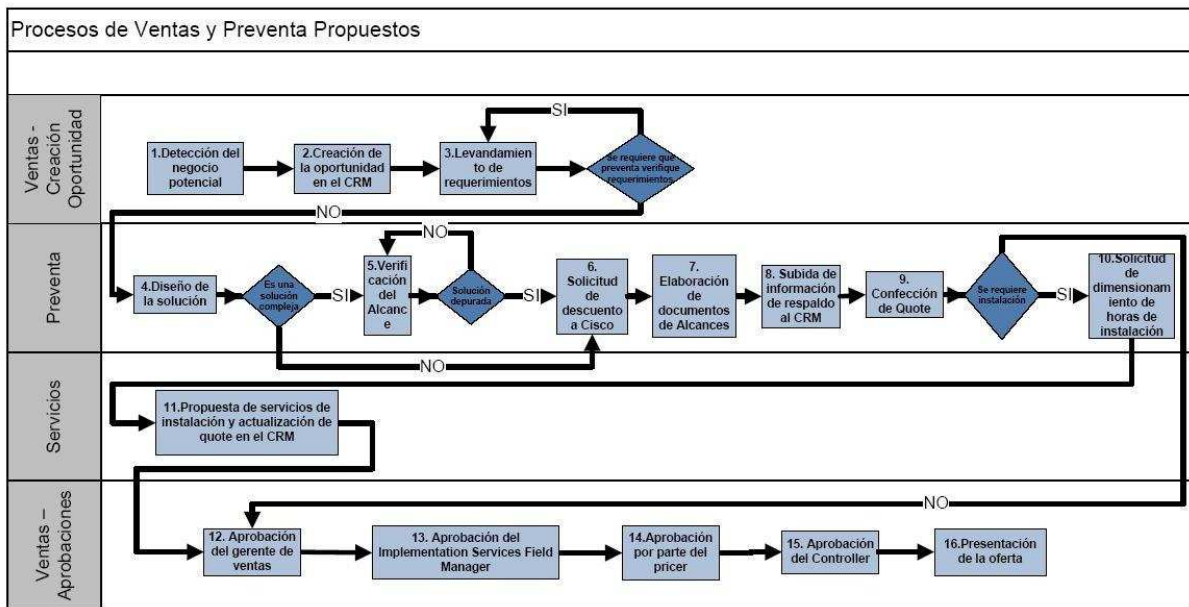 Procesos de Ventas y Preventa Propuestos
Ventas -
Creación
Oportunidad
1.Detección del
negocio
potencial
2.Creación de
la oportunidad
en el CRM
3.Levandamie
nto de
requerimientos
Se requiere que
preventa verifique
requerimientos
SI
NO
Preventa
4.Diseño de
la solución
Es una
solución
compleja
SI
NO
5.Verifi
cación
del
Alcanc
e
Solución
depurada
NO
SI
6.
Solicitud
de
descuento
a Cisco
7.
Elaboración
de
documentos
de Alcances
8. Subida de
información
de respaldo
al CRM
9.
Confección
de Quote
Se requiere
instalación
SI
10.Solicitud
de
dimensionam
iento de
horas de
instalación
Servicios
11.Propuesta de servicios de
instalación y actualización de
quote en el CRM
NO
Ventas –
Aprobaciones
12. Aprobación
del gerente de
ventas
13. Aprobación del
Implementation Services Field
Manager
14.Aprobación
por parte del
pricer
15. Aprobación
del Controller
16.Presentación
de la oferta